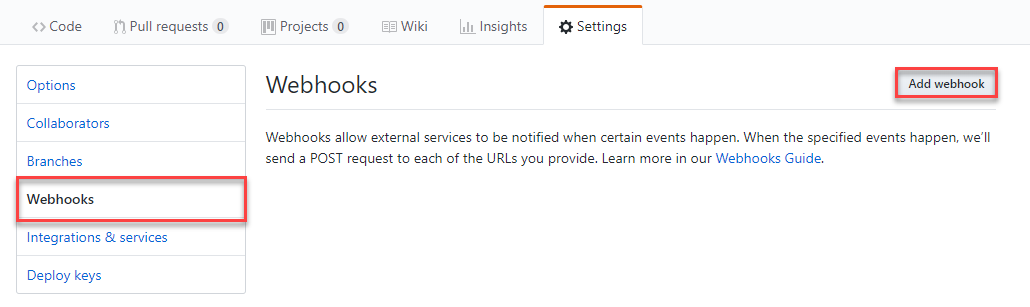 Code Pull requests 0 Projects 0 Wiki Insights Settings
Options
Collaborators
Branches
Webhooks
Integrations & services
Deploy keys
Webhooks
Add webhook
Webhooks allow external services to be notified when certain events happen. When the specified events happen, we’ll
send a POST request to each of the URLs you provide. Learn more in our Webhooks Guide.